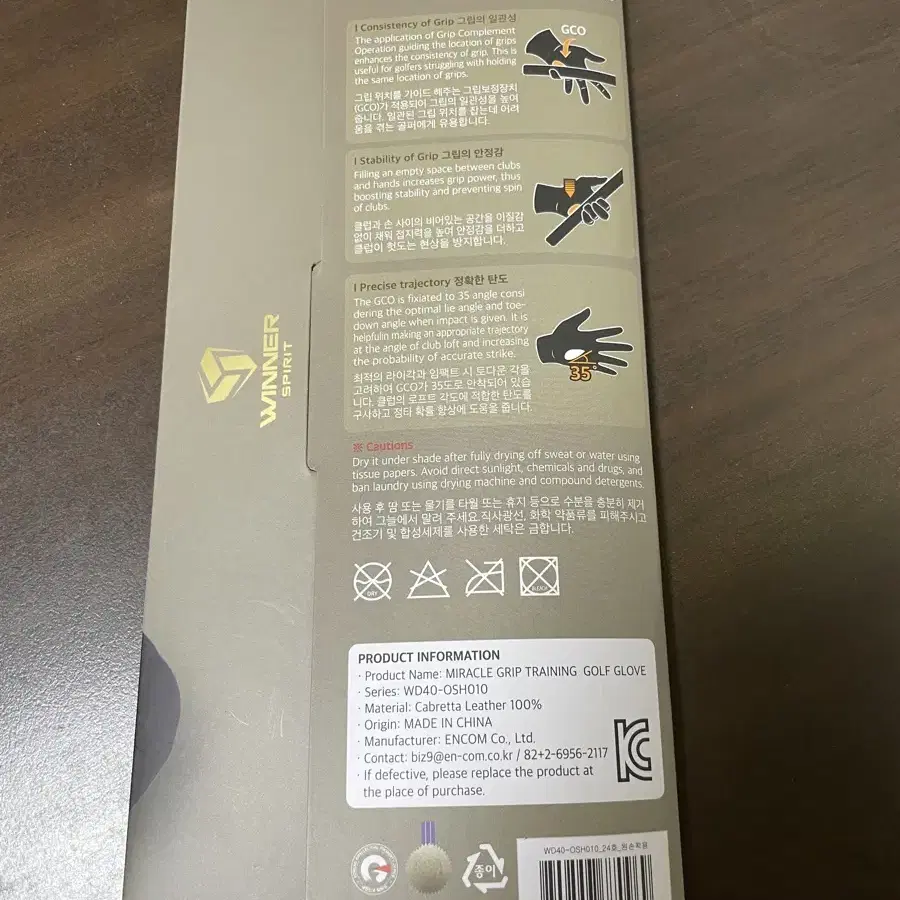 WINNER
SPIRIT
I Consistency of Grip 그립의 일관성
The application of Grip Complement
Operation guiding the location of grips
enhances the consistency of grip. This is
useful for golfers struggling with holding
the same location of grips.
그립 위치를 가이드 해주는 그립보정장치
(GCO)가 적용되어 그립의 일관성을 높여
줍니다. 일관된 그립 위치를 잡는데 어려
움을 겪는 골퍼에게 유용합니다.
GCO
I Stability of Grip 그립의 안정감
Filling an empty space between clubs
and hands increases grip power, thus
boosting stability and preventing spin
of clubs.
클럽과 손 사이의 비어있는 공간을 이질감
없이 채워 접지력을 높여 안정감을 더하고
클럽이 헛도는 현상을 방지합니다.
I Precise trajectory 정확한 탄도
The GCO is fixiated to 35 angle consi
dering the optimal lie angle and toe-
down angle when impact is given. It is
helpfulin making an appropriate trajectory
at the angle of club loft and increasing
the probability of accurate strike.
최적의 라이각과 임팩트 시 토다운 각을
고려하여 GCO가 35도로 안착되어 있습
니다. 클럽의 로프트 각도에 적합한 탄도를
구사하고 정타 확률 향상에 도움을 줍니다.
35°
※ Cautions
Dry it under shade after fully drying off sweat or water using
tissue papers. Avoid direct sunlight, chemicals and drugs, and
ban laundry using drying machine and compound detergents.
사용 후 땀 또는 물기를 타월 또는 휴지 등으로 수분을 충분히 제거
하여 그늘에서 말려 주세요.직사광선, 화학 약품류를 피해주시고
건조기 및 합성세제를 사용한 세탁은 금합니다.
DRY
BLEACH
PRODUCT INFORMATION
· Product Name: MIRACLE GRIP TRAINING GOLF GLOVE
· Series: WD40-OSH010
· Material: Cabretta Leather 100%
· Origin: MADE IN CHINA
· Manufacturer: ENCOM Co., Ltd.
· Contact: biz9@en-com.co.kr / 82+2-6956-2117
· If defective, please replace the product at
the place of purchase.
종이
WD40-OSH010_24호_왼손착용